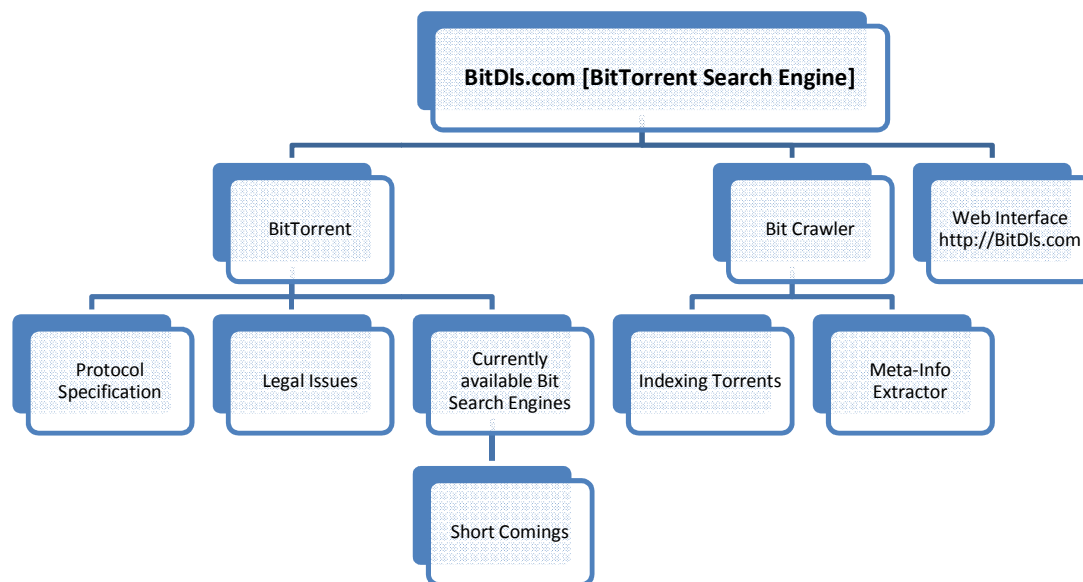 BitDls.com [BitTorrent Search Engine]
BitTorrent
Bit Crawler
Web Interface
http://BitDls.com
Protocol
Specification
Legal Issues
Currently
available Bit
Search Engines
Indexing Torrents
Meta-Info
Extractor
Short Comings